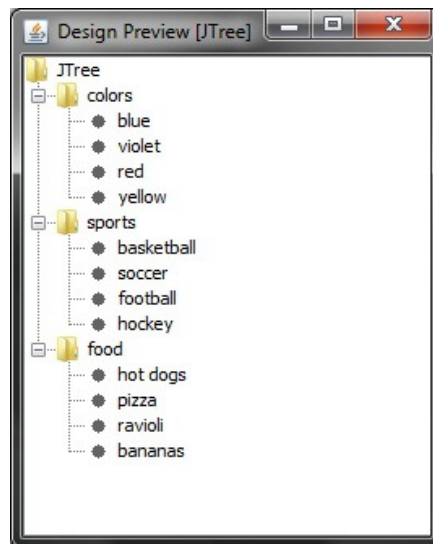 Design Preview [JTree]
JTree
colors
blue
violet
red
yellow
sports
basketball
soccer
football
hockey
food
hot dogs
pizza
ravioli
bananas